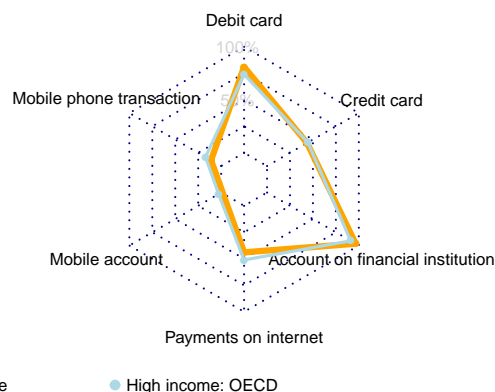 Debit card
100%
Mobile phone transaction
Credit card
Mobile account
Account on financial institution
Payments on internet
High income: OECD